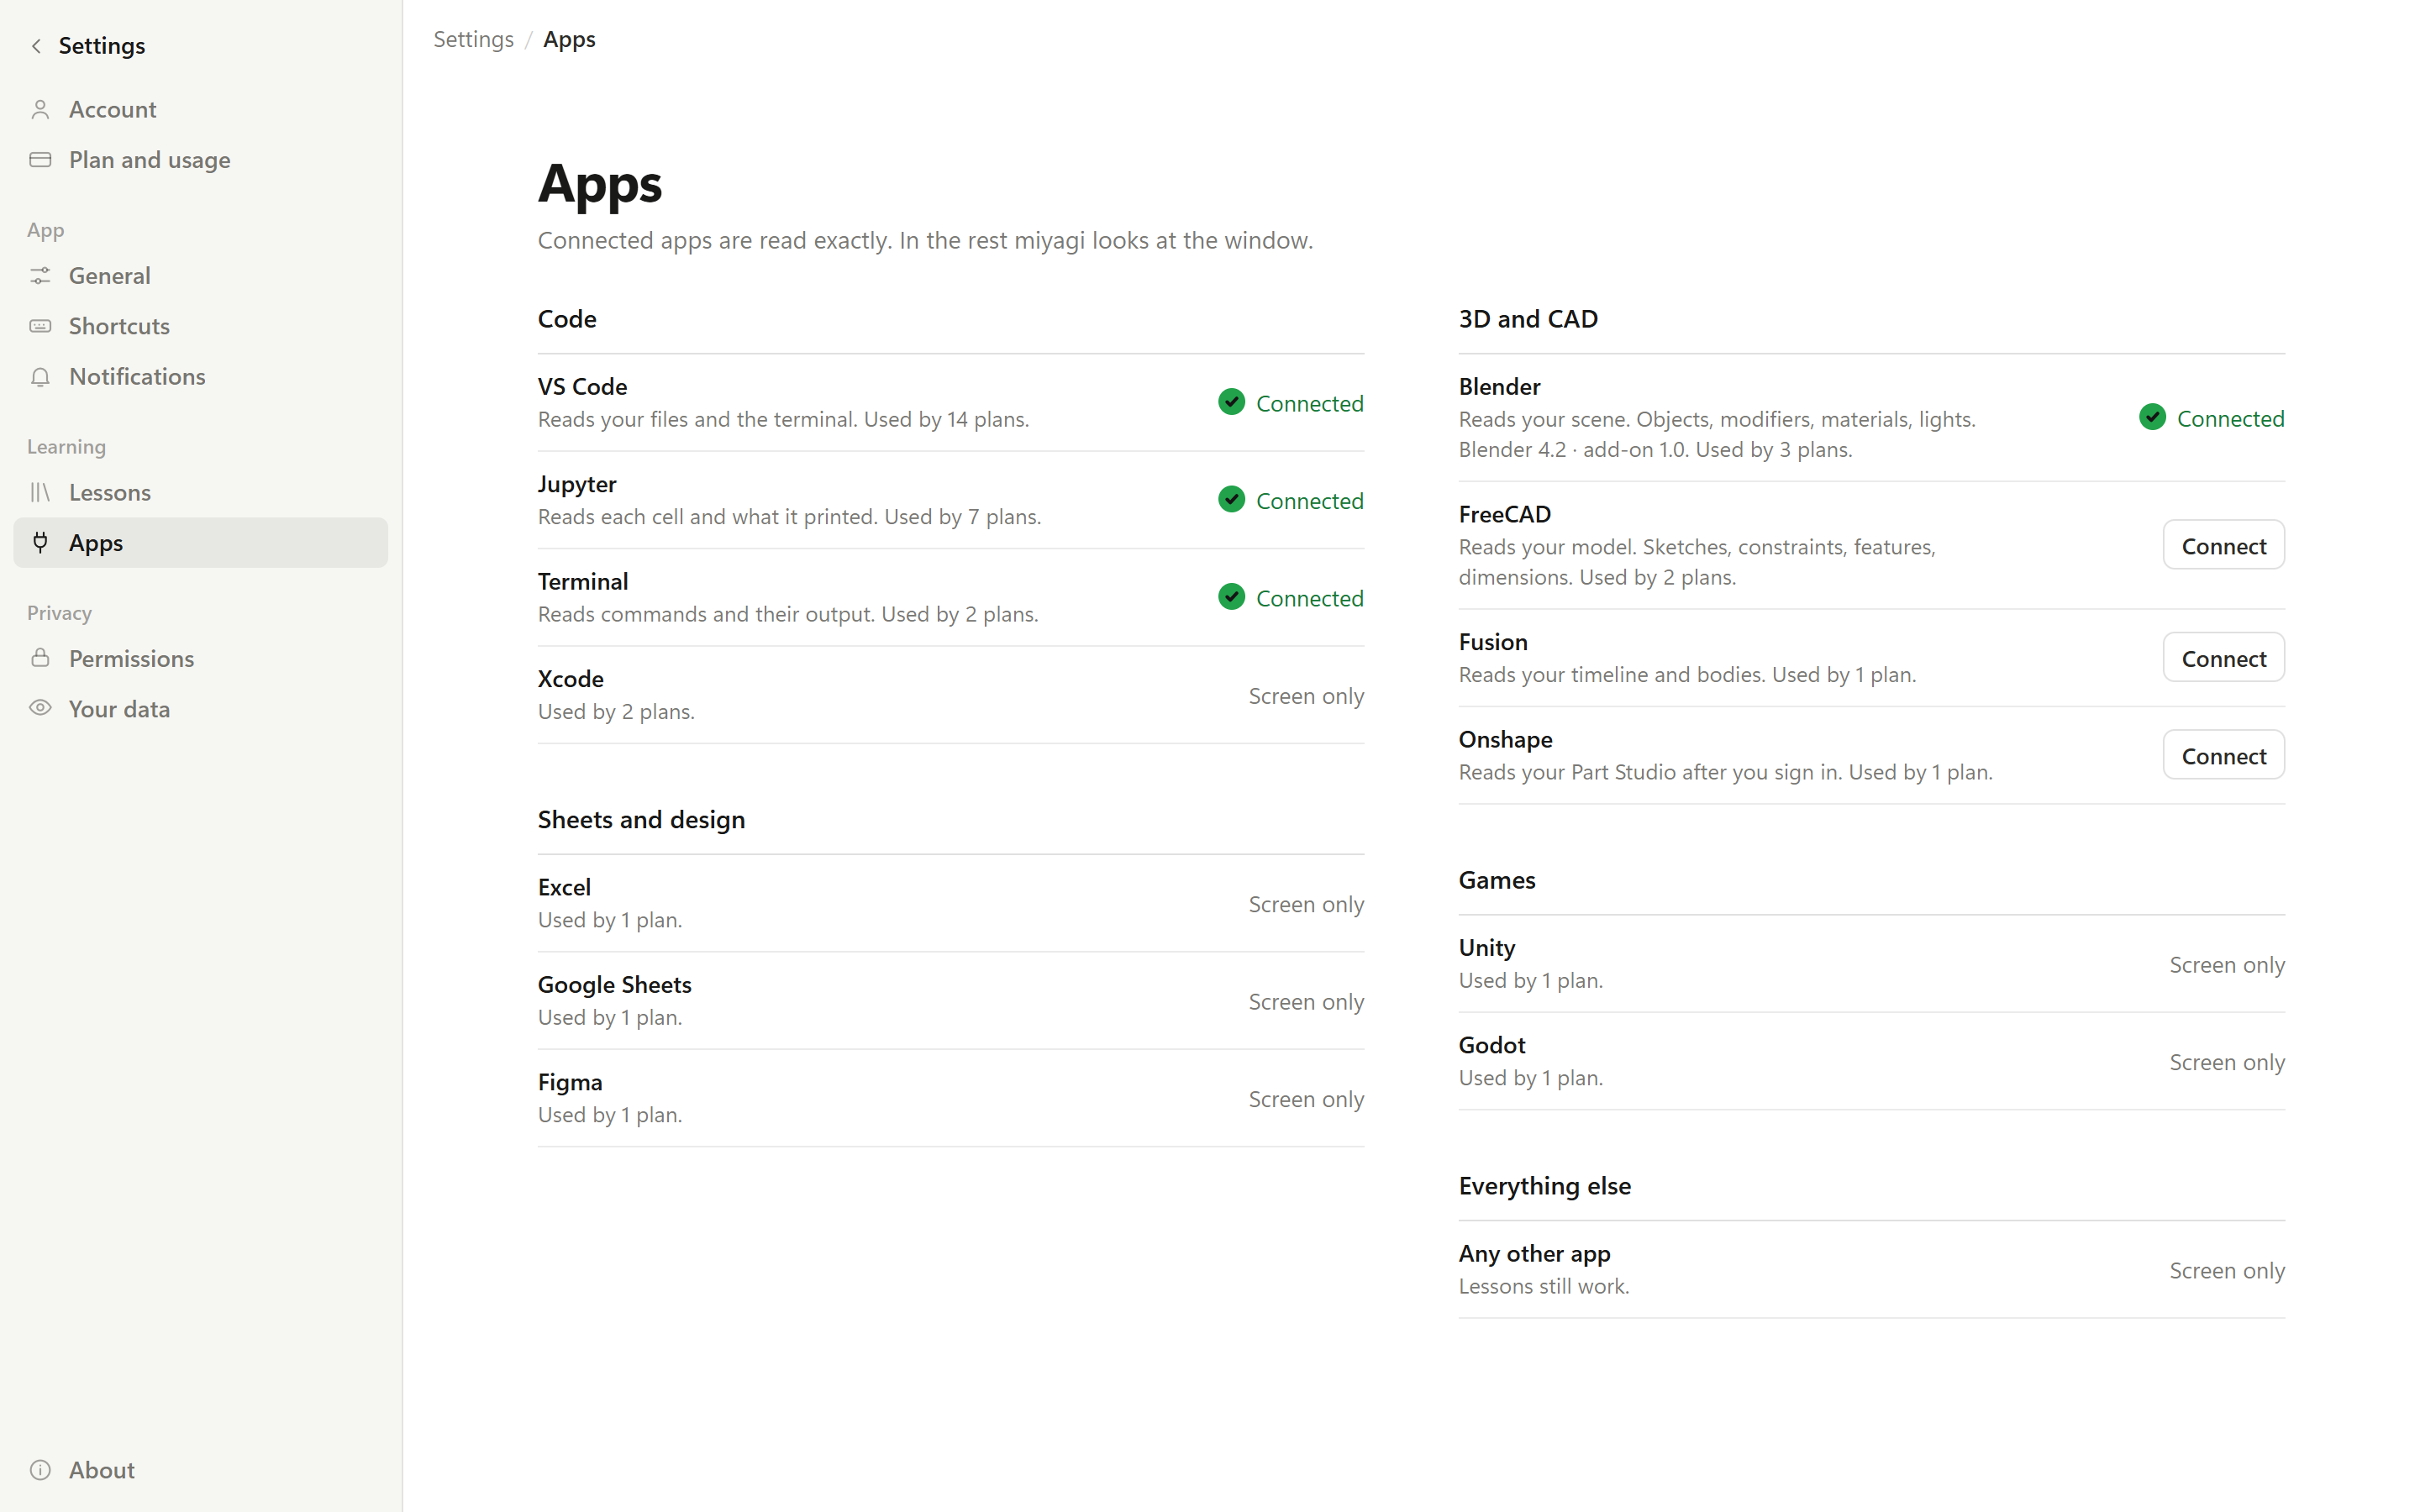 Settings
Account
Plan and usage
App
General
Shortcuts
Notifications
Learning
Lessons
Apps
Privacy
Permissions
Your data
About
Settings / Apps
Apps
Connected apps are read exactly. In the rest miyagi looks at the window.
Code
VS Code
Reads your files and the terminal. Used by 14 plans.
Connected
Jupyter
Reads each cell and what it printed. Used by 7 plans.
Connected
Terminal
Reads commands and their output. Used by 2 plans.
Connected
Xcode
Used by 2 plans.
Screen only
Sheets and design
Excel
Used by 1 plan.
Screen only
Google Sheets
Used by 1 plan.
Screen only
Figma
Used by 1 plan.
Screen only
3D and CAD
Blender
Reads your scene. Objects, modifiers, materials, lights.
Blender 4.2 · add-on 1.0. Used by 3 plans.
Connected
FreeCAD
Reads your model. Sketches, constraints, features,
dimensions. Used by 2 plans.
Connect
Fusion
Reads your timeline and bodies. Used by 1 plan.
Connect
Onshape
Reads your Part Studio after you sign in. Used by 1 plan.
Connect
Games
Unity
Used by 1 plan.
Screen only
Godot
Used by 1 plan.
Screen only
Everything else
Any other app
Lessons still work.
Screen only